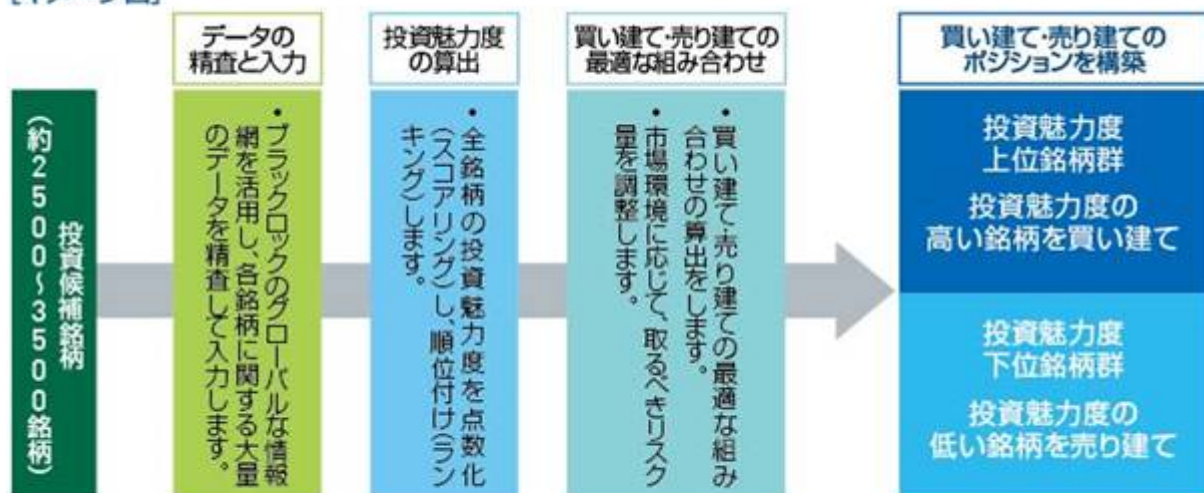 データの
精査と入力
投資魅力度
の算出
買い建て・売り建ての
最適な組み合わせ
買い建て・売り建ての
ポジションを構築
投資候補銘柄
（約2500～3500銘柄）
・ブラックロックのグローバルな情報
網を活用し、各銘柄に関する大量
のデータを精査して入力します。
・全銘柄の投資魅力度を点数化
（スコアリング）し、順位付け（ラン
キング）します。
・買い建て・売り建ての最適な組み
合わせの算出をします。
・市場環境に応じて、取るべきリスク
量を調整します。
投資魅力度
上位銘柄群
投資魅力度の
高い銘柄を買い建て
投資魅力度
下位銘柄群
投資魅力度の
低い銘柄を売り建て